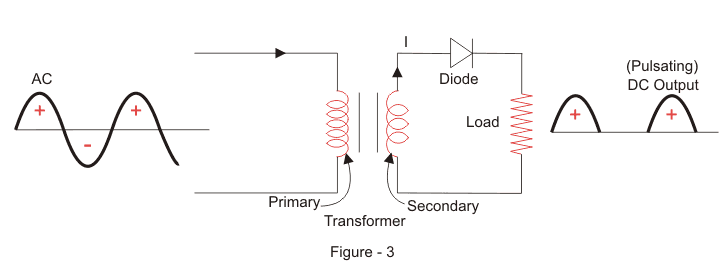 AC
+
-
+
I
Diode
Load
Primary
Transformer
Secondary
(Pulsating)
DC Output
+
+
Figure - 3